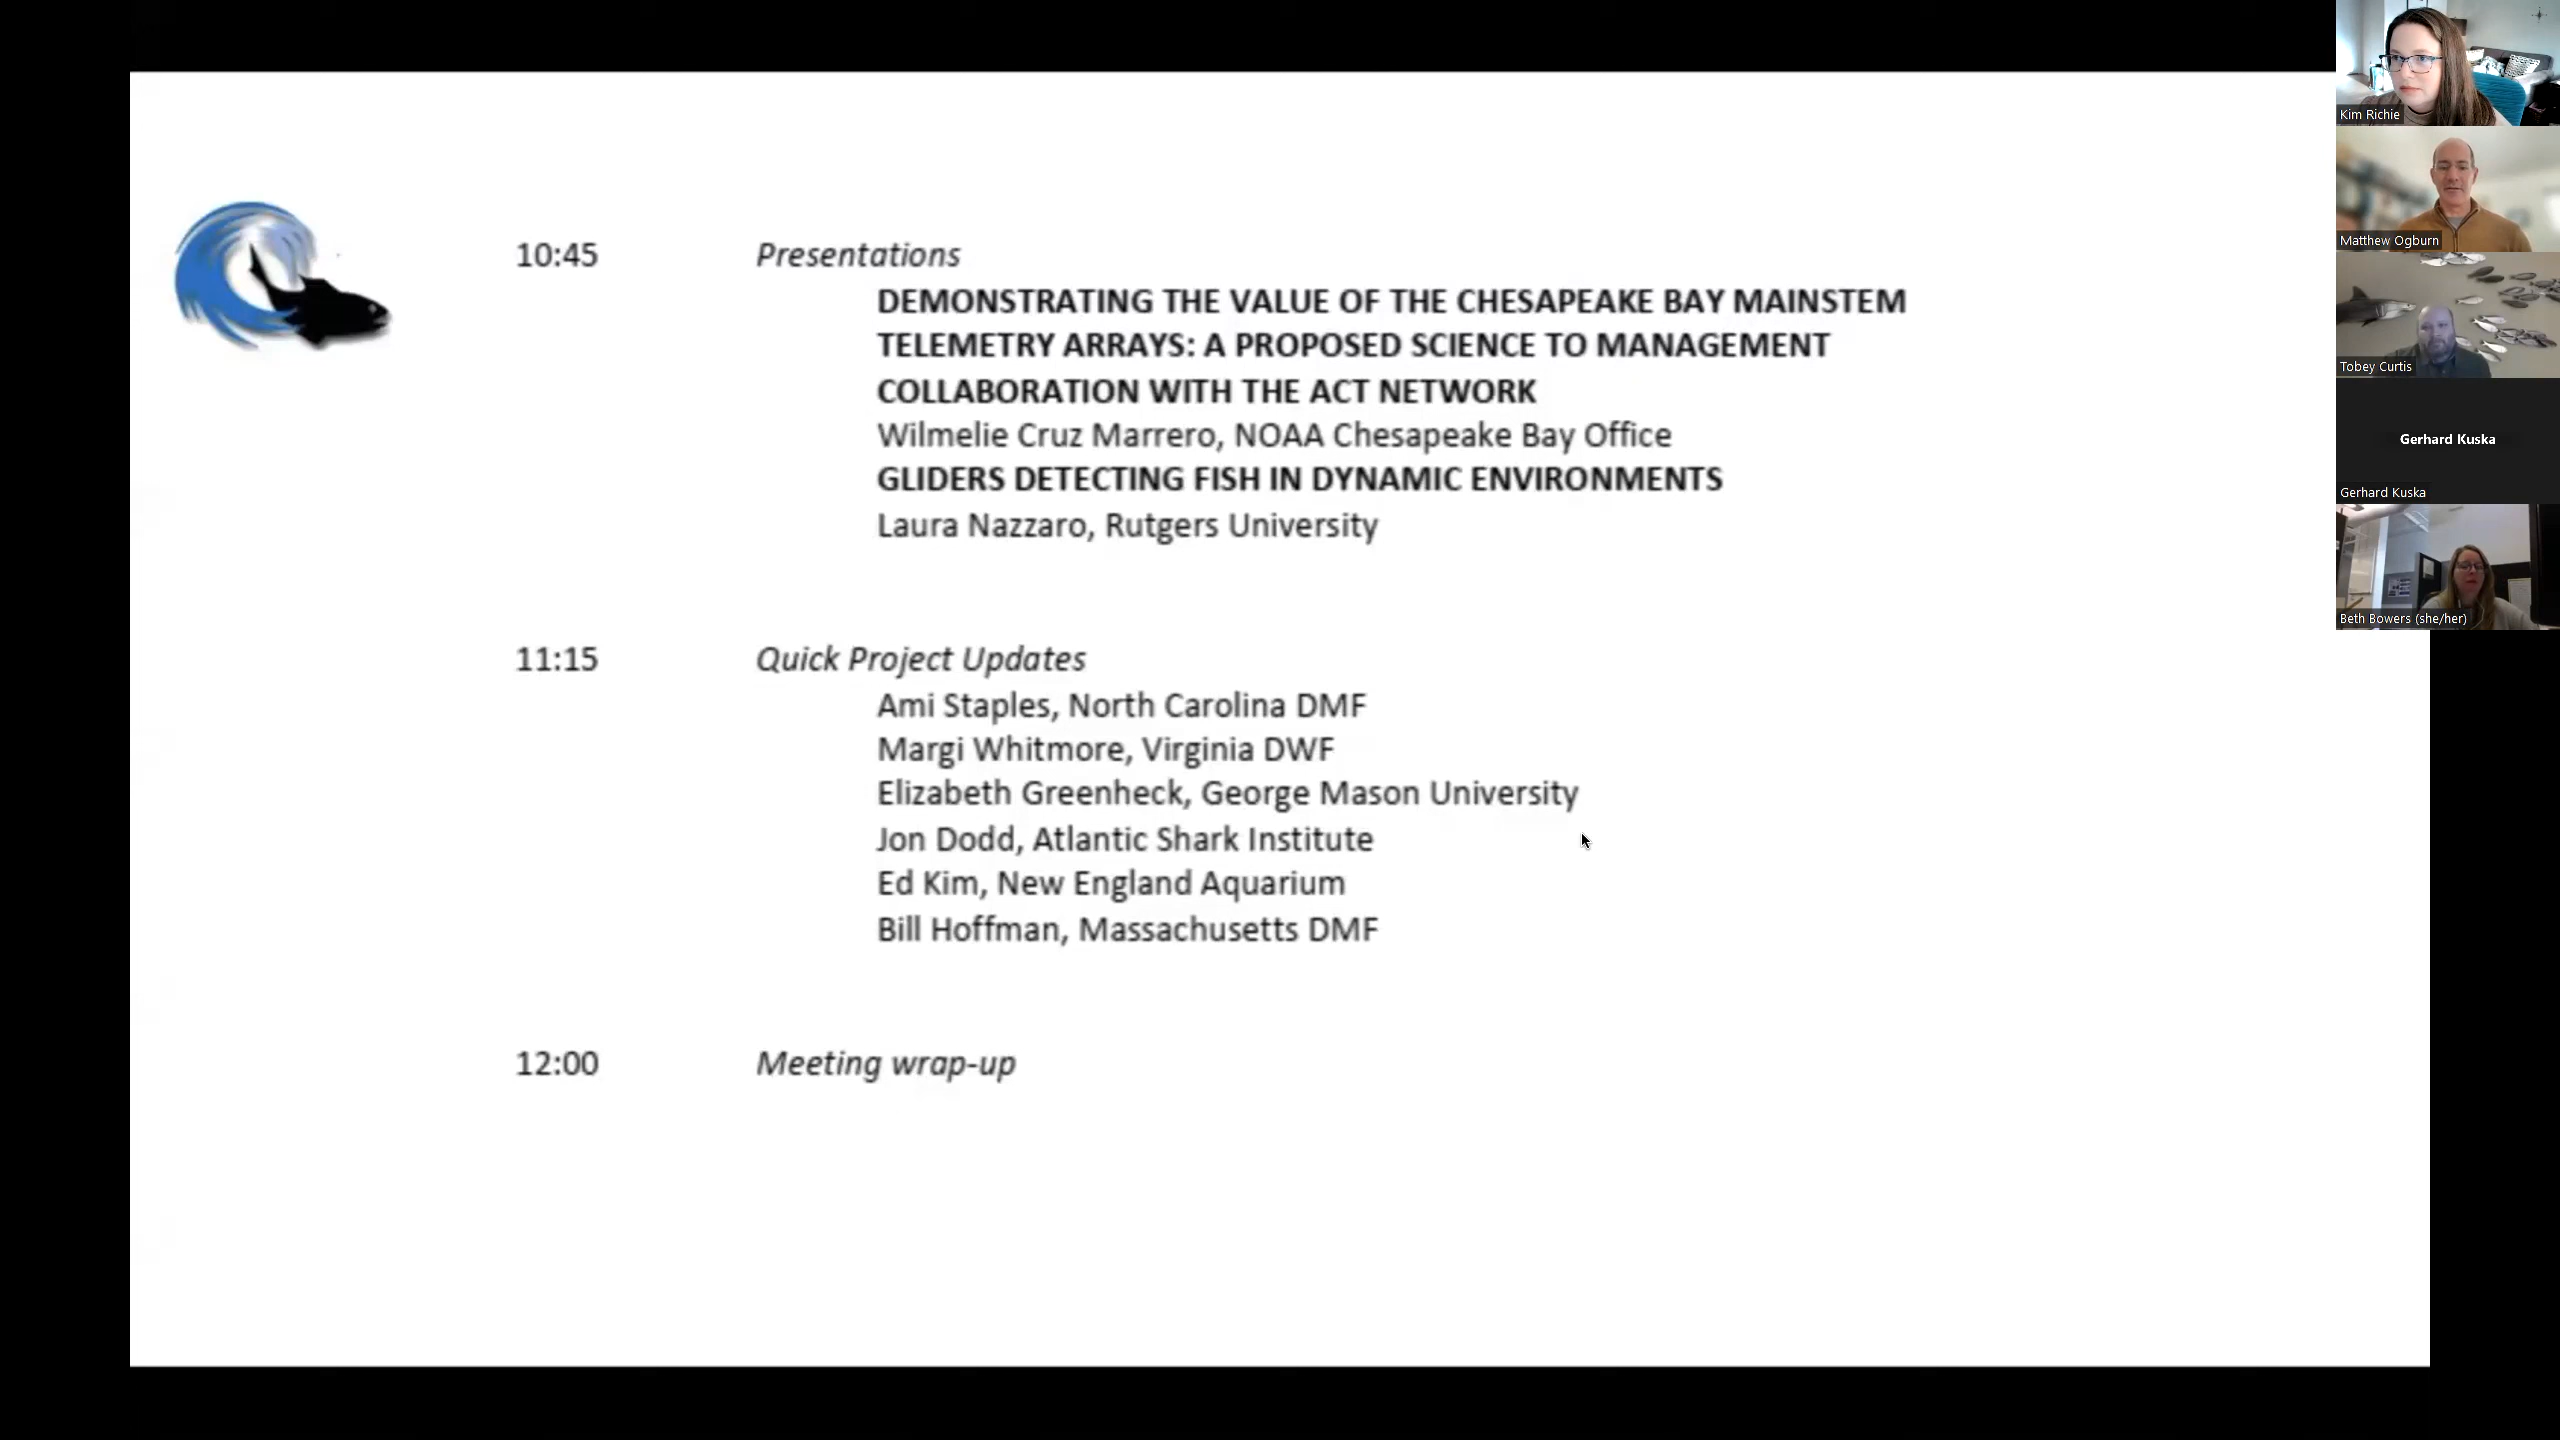 10:45 Presentations
DEMONSTRATING THE VALUE OF THE CHESAPEAKE BAY MAINSTEM
TELEMETRY ARRAYS: A PROPOSED SCIENCE TO MANAGEMENT
COLLABORATION WITH THE ACT NETWORK
Wilmelie Cruz Marrero, NOAA Chesapeake Bay Office
GLIDERS DETECTING FISH IN DYNAMIC ENVIRONMENTS
Laura Nazzaro, Rutgers University
11:15 Quick Project Updates
Ami Staples, North Carolina DMF
Margi Whitmore, Virginia DWF
Elizabeth Greenheck, George Mason University
Jon Dodd, Atlantic Shark Institute
Ed Kim, New England Aquarium
Bill Hoffman, Massachusetts DMF
12:00 Meeting wrap-up
Kim Richie
Matthew Ogburn
Tobey Curtis
Gerhard Kuska
Gerhard Kuska
Beth Bowers (she/her)